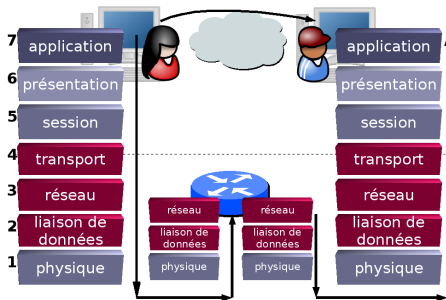 7 application application
6 présentation présentation
5 session session
4 transport transport
3 réseau réseau réseau réseau
2 liaison de données liaison de données liaison de données liaison de données
1 physique physique physique physique